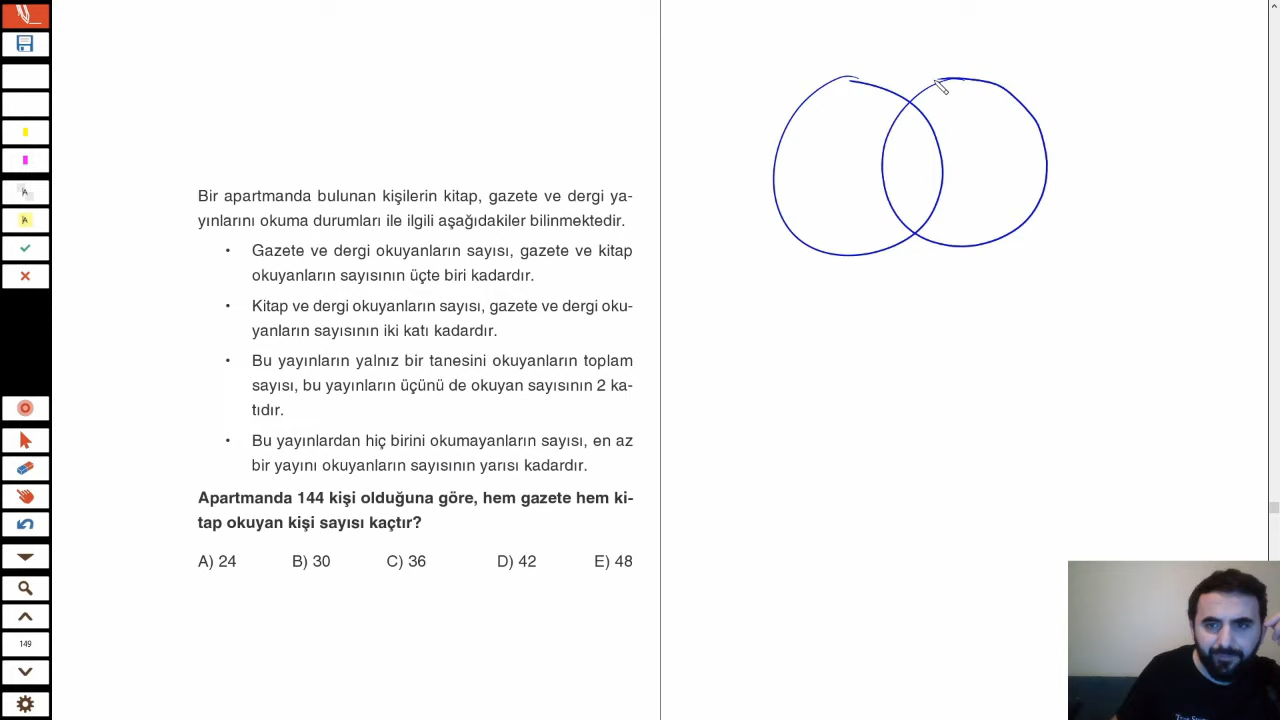 Bir apartmanda bulunan kişilerin kitap, gazete ve dergi ya-
yınlarını okuma durumları ile ilgili aşağıdakiler bilinmektedir.
• Gazete ve dergi okuyanların sayısı, gazete ve kitap
okuyanların sayısının üçte biri kadardır.
• Kitap ve dergi okuyanların sayısı, gazete ve dergi oku-
yanların sayısının iki katı kadardır.
• Bu yayınların yalnız bir tanesini okuyanların toplam
sayısı, bu yayınların üçünü de okuyan sayısının 2 ka-
tıdır.
• Bu yayınlardan hiç birini okumayanların sayısı, en az
bir yayını okuyanların sayısının yarısı kadardır.
Apartmanda 144 kişi olduğuna göre, hem gazete hem ki-
tap okuyan kişi sayısı kaçtır?
A) 24 B) 30 C) 36 D) 42 E) 48
A
A
149